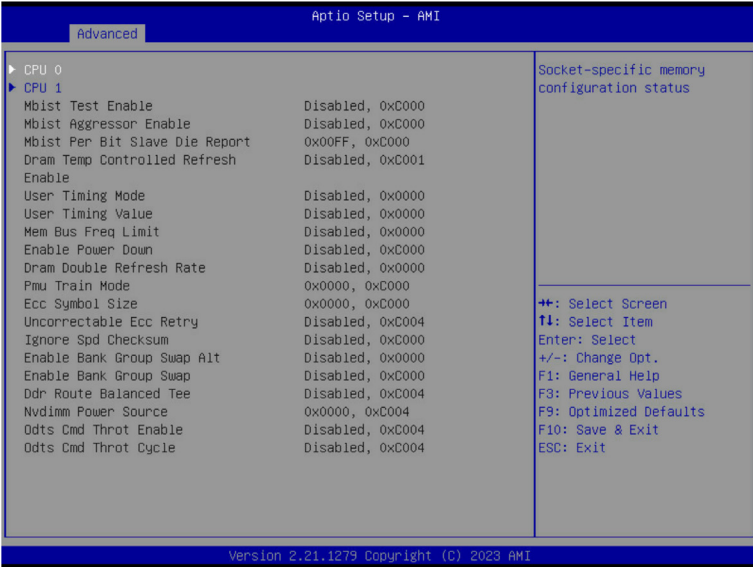 Aptio Setup - AMI
Advanced
CPU 0
CPU 1
Mbist Test Enable Disabled, 0xC000
Mbist Aggressor Enable Disabled, 0xC000
Mbist Per Bit Slave Die Report 0x00FF, 0xC000
Dram Temp Controlled Refresh Disabled, 0xC001
Enable
User Timing Mode Disabled, 0x0000
User Timing Value Disabled, 0x0000
Mem Bus Freq Limit Disabled, 0x0000
Enable Power Down Disabled, 0xC000
Dram Double Refresh Rate Disabled, 0x0000
Pmu Train Mode 0x0000, 0xC000
Ecc Symbol Size 0x0000, 0xC000
Uncorrectable Ecc Retry Disabled, 0xC004
Ignore Spd Checksum Disabled, 0xC000
Enable Bank Group Swap Alt Disabled, 0x0000
Enable Bank Group Swap Disabled, 0xC000
Ddr Route Balanced Tee Disabled, 0xC004
Nvdimm Power Source 0x0000, 0xC004
Odts Cmd Throt Enable Disabled, 0xC004
Odts Cmd Throt Cycle Disabled, 0xC004
Socket-specific memory
configuration status
→←: Select Screen
↑↓: Select Item
Enter: Select
+/-: Change Opt.
F1: General Help
F3: Previous Values
F9: Optimized Defaults
F10: Save & Exit
ESC: Exit
Version 2.21.1279 Copyright (C) 2023 AMI